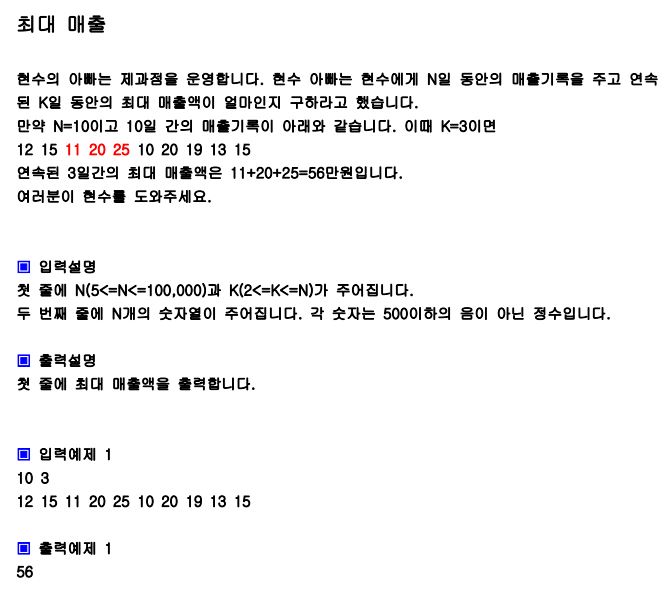 최대 매출
현수의 아빠는 제과점을 운영합니다. 현수 아빠는 현수에게 N일 동안의 매출기록을 주고 연속
된 K일 동안의 최대 매출액이 얼마인지 구하라고 했습니다.
만약 N=10이고 10일 간의 매출기록이 아래와 같습니다. 이때 K=3이면
12 15 11 20 25 10 20 19 13 15
연속된 3일간의 최대 매출액은 11+20+25=56만원입니다.
여러분이 현수를 도와주세요.
▣ 입력설명
첫 줄에 N(5<=N<=100,000)과 K(2<=K<=N)가 주어집니다.
두 번째 줄에 N개의 숫자열이 주어집니다. 각 숫자는 500이하의 음이 아닌 정수입니다.
▣ 출력설명
첫 줄에 최대 매출액을 출력합니다.
▣ 입력예제 1
10 3
12 15 11 20 25 10 20 19 13 15
▣ 출력예제 1
56